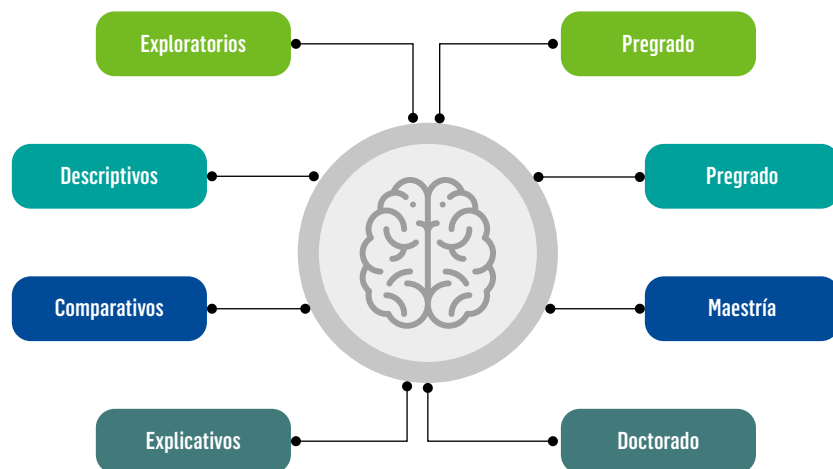 Exploratorios
Pregrado
Descriptivos
Pregrado
Comparativos
Maestría
Explicativos
Doctorado